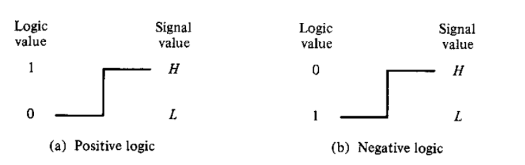 Logic value
Signal value
1
H
0
L
(a) Positive logic
Logic value
Signal value
0
H
1
L
(b) Negative logic